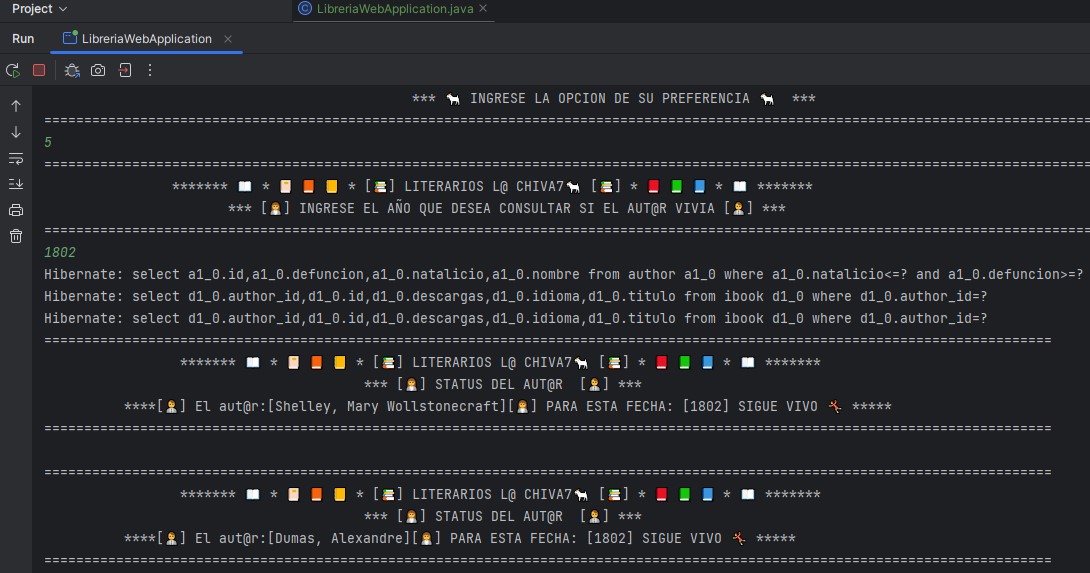 Project
LibreriaWebApplication.java
Run LibreriaWebApplication
*** 🐐 INGRESE LA OPCION DE SU PREFERENCIA 🐐 ***
====================================================================================================================================
5
====================================================================================================================================
******* 📖 * 📔 📙 📒 * [📚] LITERARIOS L@ CHIVA7🐐 [📚] * 📕 📗 📘 * 📖 *******
*** [👩‍💼] INGRESE EL AÑO QUE DESEA CONSULTAR SI EL AUT@R VIVIA [👨‍💼] ***
====================================================================================================================================
1802
Hibernate: select a1_0.id,a1_0.defuncion,a1_0.natalicio,a1_0.nombre from author a1_0 where a1_0.natalicio<=? and a1_0.defuncion>=?
Hibernate: select d1_0.author_id,d1_0.id,d1_0.descargas,d1_0.idioma,d1_0.titulo from ibook d1_0 where d1_0.author_id=?
Hibernate: select d1_0.author_id,d1_0.id,d1_0.descargas,d1_0.idioma,d1_0.titulo from ibook d1_0 where d1_0.author_id=?
==============================================================================================================================
******* 📖 * 📔 📙 📒 * [📚] LITERARIOS L@ CHIVA7🐐 [📚] * 📕 📗 📘 * 📖 *******
*** [👩‍💼] STATUS DEL AUT@R [👨‍💼] ***
****[👨‍💼] El aut@r:[Shelley, Mary Wollstonecraft][👩‍💼] PARA ESTA FECHA: [1802] SIGUE VIVO 🤸 *****
==============================================================================================================================
==============================================================================================================================
******* 📖 * 📔 📙 📒 * [📚] LITERARIOS L@ CHIVA7🐐 [📚] * 📕 📗 📘 * 📖 *******
*** [👩‍💼] STATUS DEL AUT@R [👨‍💼] ***
****[👨‍💼] El aut@r:[Dumas, Alexandre][👩‍💼] PARA ESTA FECHA: [1802] SIGUE VIVO 🤸 *****
==============================================================================================================================